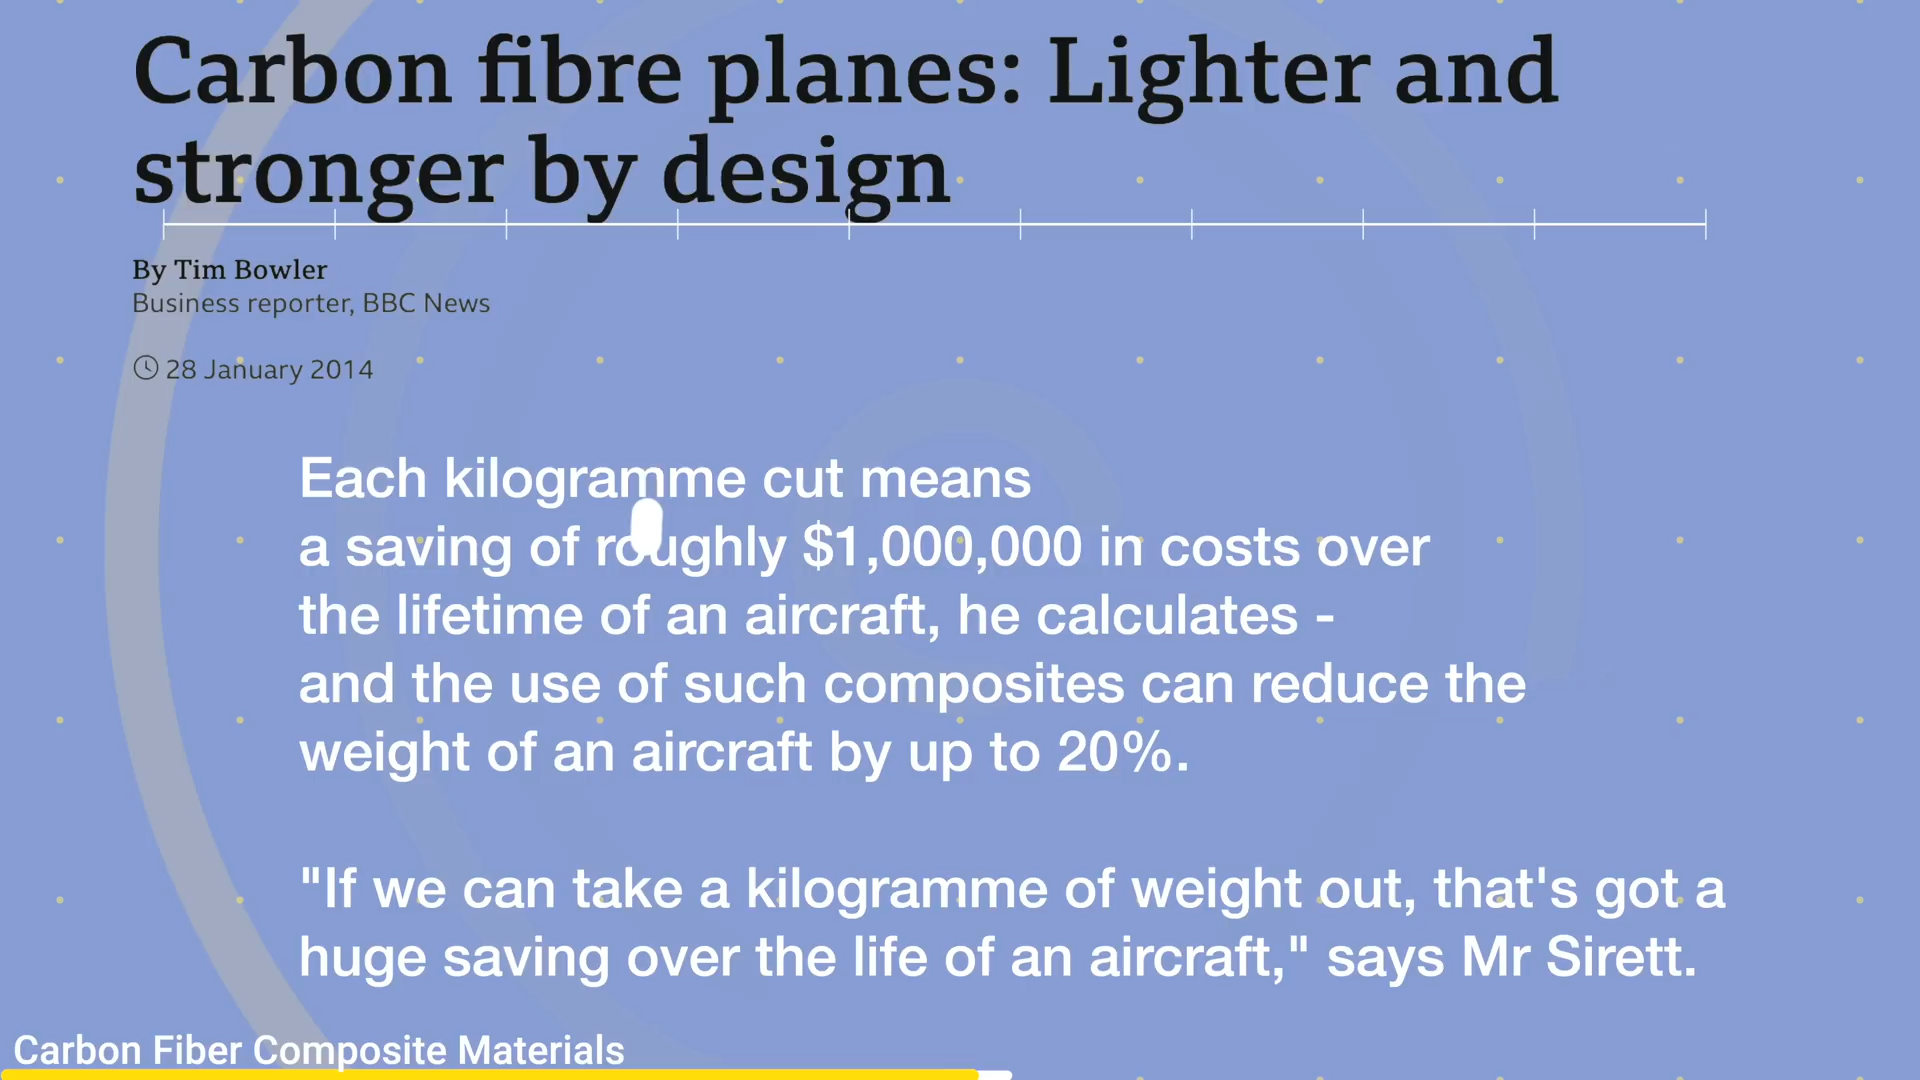 Carbon fibre planes: Lighter and
stronger by design
By Tim Bowler
Business reporter, BBC News
28 January 2014
Each kilogramme cut means
a saving of roughly $1,000,000 in costs over
the lifetime of an aircraft, he calculates -
and the use of such composites can reduce the
weight of an aircraft by up to 20%.
"If we can take a kilogramme of weight out, that's got a
huge saving over the life of an aircraft," says Mr Sirett.
Carbon Fiber Composite Materials